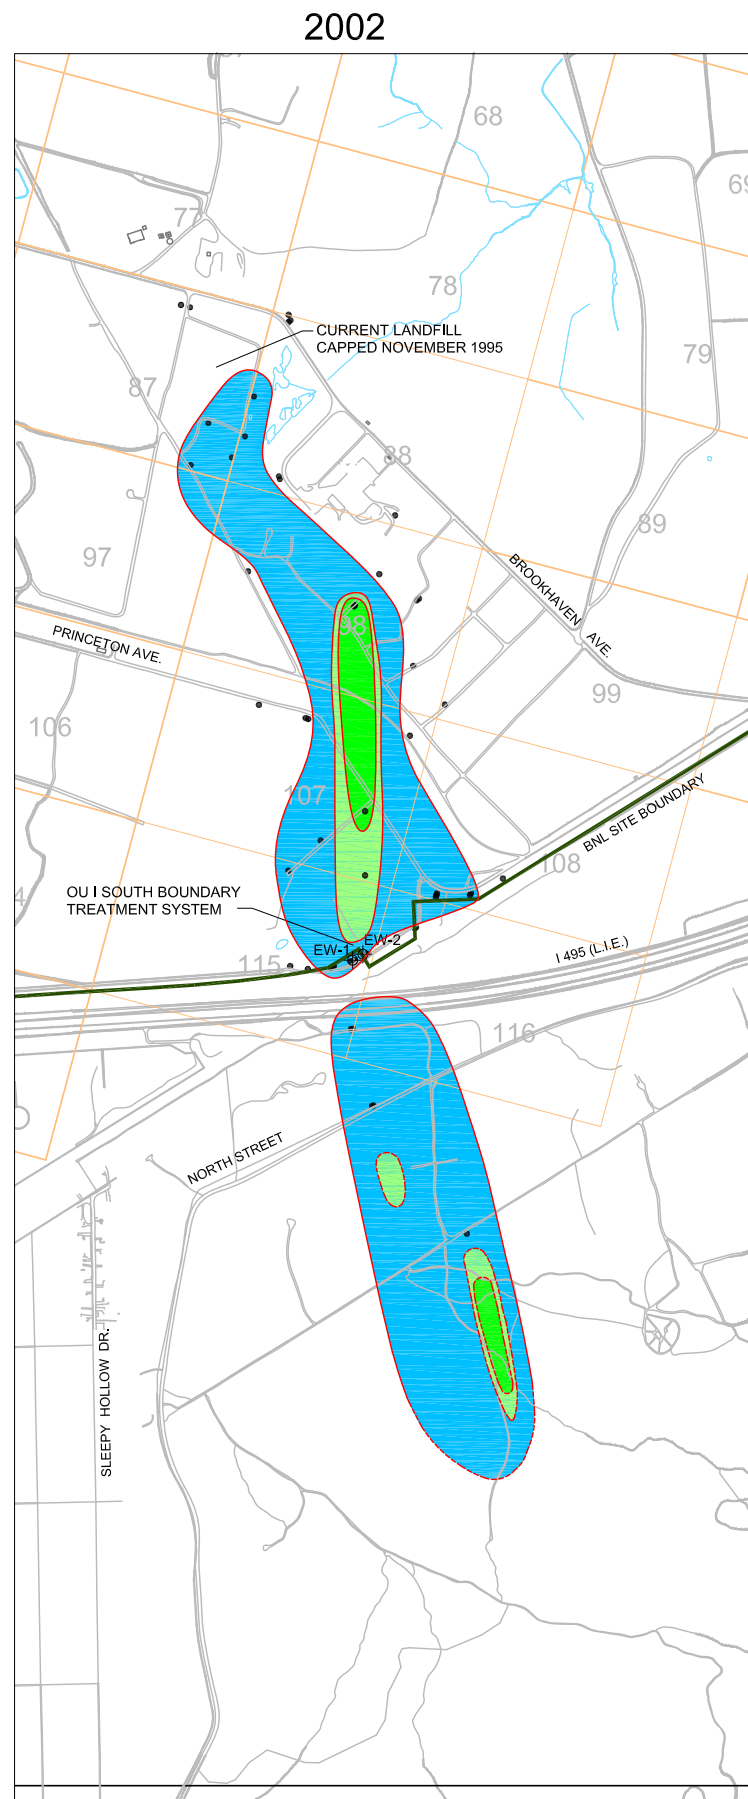 2002
68
69
77
78
CURRENT LANDFILL
CAPPED NOVEMBER 1995
79
87
88
89
97
BROOKHAVEN AVE.
98
PRINCETON AVE.
99
106
107
BNL SITE BOUNDARY
108
OU I SOUTH BOUNDARY
TREATMENT SYSTEM
EW-1
EW-2
I 495 (L.I.E.)
115
116
NORTH STREET
SLEEPY HOLLOW DR.